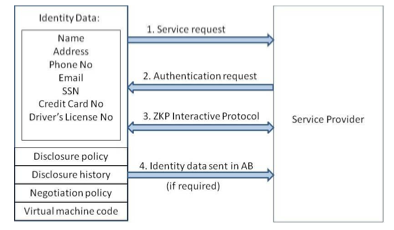 Identity Data:
Name
Address
Phone No
Email
SSN
Credit Card No
Driver's License No
Disclosure policy
Disclosure history
Negotiation policy
Virtual machine code
1. Service request
2. Authentication request
3. ZKP Interactive Protocol
4. Identity data sent in AB
(if required)
Service Provider